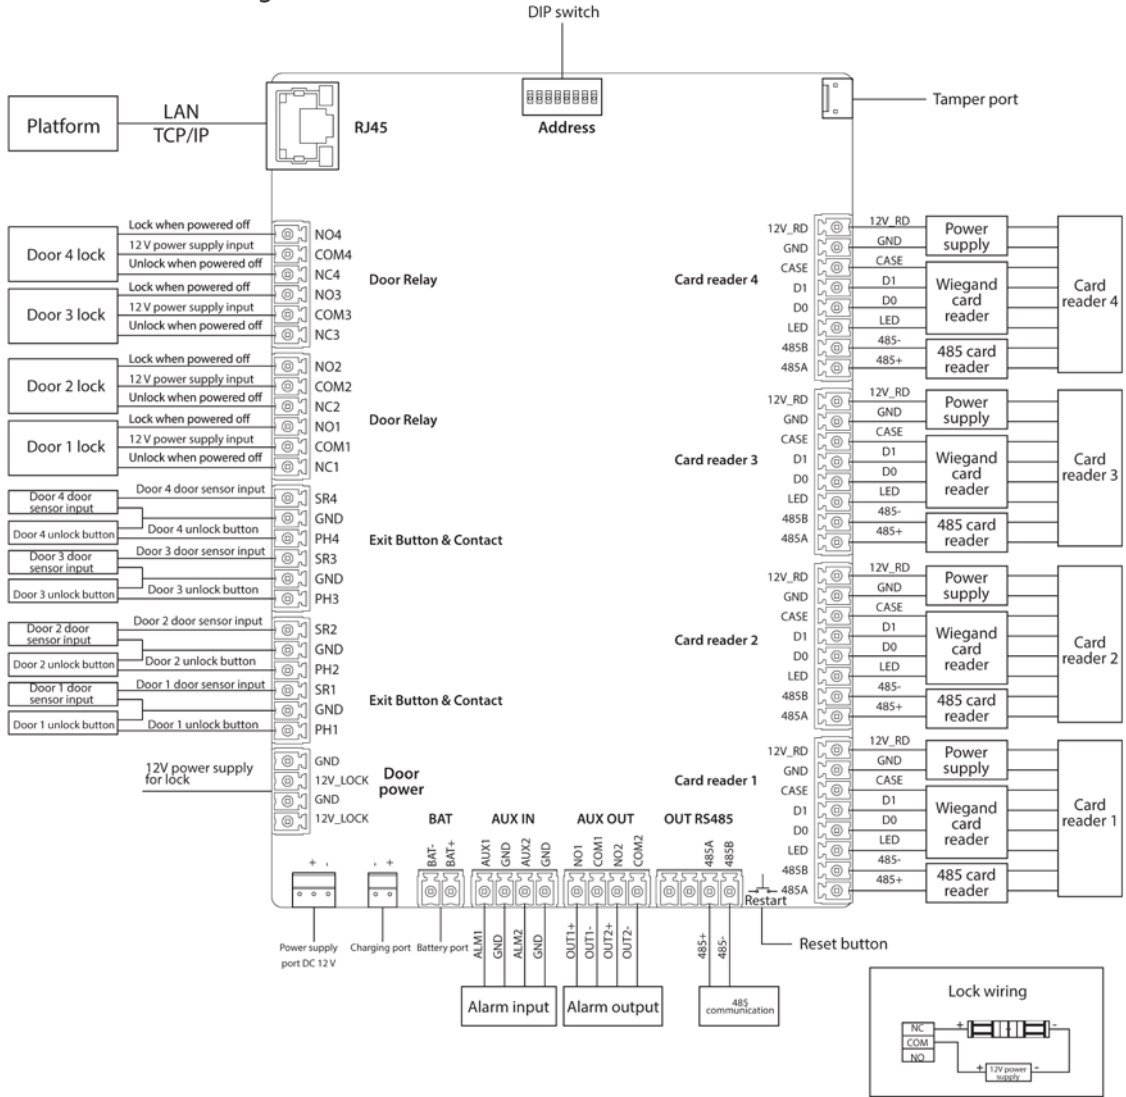 DIP switch
Platform
LAN
TCP/IP
RJ45
Address
Tamper port
Door 4 lock
Lock when powered off
12 V power supply input
Unlock when powered off
NO4
COM4
NC4
Door 3 lock
Lock when powered off
12 V power supply input
Unlock when powered off
NO3
COM3
NC3
Door Relay
Door 2 lock
Lock when powered off
12 V power supply input
Unlock when powered off
NO2
COM2
NC2
Door 1 lock
Lock when powered off
12 V power supply input
Unlock when powered off
NO1
COM1
NC1
Door Relay
Door 4 door
sensor input
Door 4 door sensor input
Door 4 unlock button
Door 4 unlock button
SR4
GND
PH4
Door 3 door
sensor input
Door 3 door sensor input
Door 3 unlock button
Door 3 unlock button
SR3
GND
PH3
Exit Button & Contact
Door 2 door
sensor input
Door 2 door sensor input
Door 2 unlock button
Door 2 unlock button
SR2
GND
PH2
Door 1 door
sensor input
Door 1 door sensor input
Door 1 unlock button
Door 1 unlock button
SR1
GND
PH1
Exit Button & Contact
12V power supply
for lock
GND
12V_LOCK
GND
12V_LOCK
Door
power
Card reader 4
12V_RD
GND
CASE
D1
D0
LED
485B
485A
12V_RD
GND
CASE
D1
D0
LED
485-
485+
Power
supply
Wiegand
card
reader
485 card
reader
Card
reader 4
Card reader 3
12V_RD
GND
CASE
D1
D0
LED
485B
485A
12V_RD
GND
CASE
D1
D0
LED
485-
485+
Power
supply
Wiegand
card
reader
485 card
reader
Card
reader 3
Card reader 2
12V_RD
GND
CASE
D1
D0
LED
485B
485A
12V_RD
GND
CASE
D1
D0
LED
485-
485+
Power
supply
Wiegand
card
reader
485 card
reader
Card
reader 2
Card reader 1
12V_RD
GND
CASE
D1
D0
LED
485B
485A
12V_RD
GND
CASE
D1
D0
LED
485-
485+
Power
supply
Wiegand
card
reader
485 card
reader
Card
reader 1
BAT
AUX IN
AUX OUT
OUT RS485
BAT-
BAT+
AUX1
GND
AUX2
GND
NO1
COM1
NO2
COM2
485A
485B
+ -
- +
Restart
Power supply
port DC 12 V
Charging port
Battery port
ALM1
GND
ALM2
GND
OUT1+
OUT1-
OUT2+
OUT2-
485+
485-
Reset button
Alarm input
Alarm output
485
communication
Lock wiring
NC
COM
NO
+ -
+ -
12V power
supply